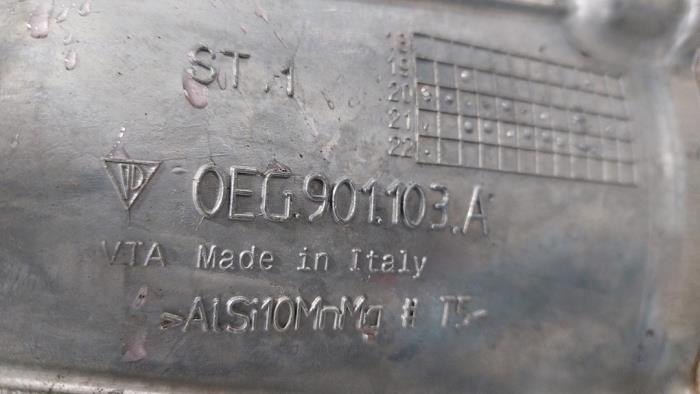 ST.1
18
19
20
21
22
0EG.901.103.A
VTA Made in Italy
>AlSi10MnMg # T5<